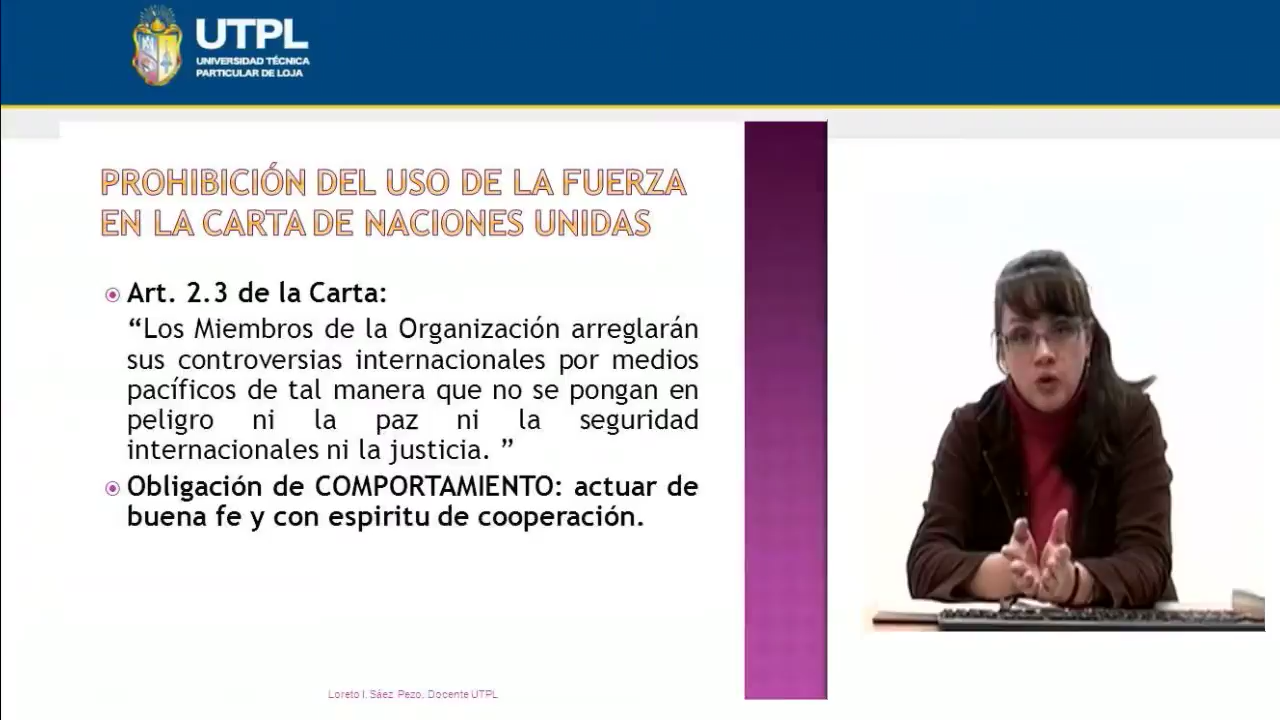 UTPL
UNIVERSIDAD TÉCNICA
PARTICULAR DE LOJA
PROHIBICIÓN DEL USO DE LA FUERZA
EN LA CARTA DE NACIONES UNIDAS
Art. 2.3 de la Carta:
“Los Miembros de la Organización arreglarán
sus controversias internacionales por medios
pacíficos de tal manera que no se pongan en
peligro ni la paz ni la seguridad
internacionales ni la justicia. ”
Obligación de COMPORTAMIENTO: actuar de
buena fe y con espiritu de cooperación.
Loreto I. Sáez Pezo. Docente UTPL